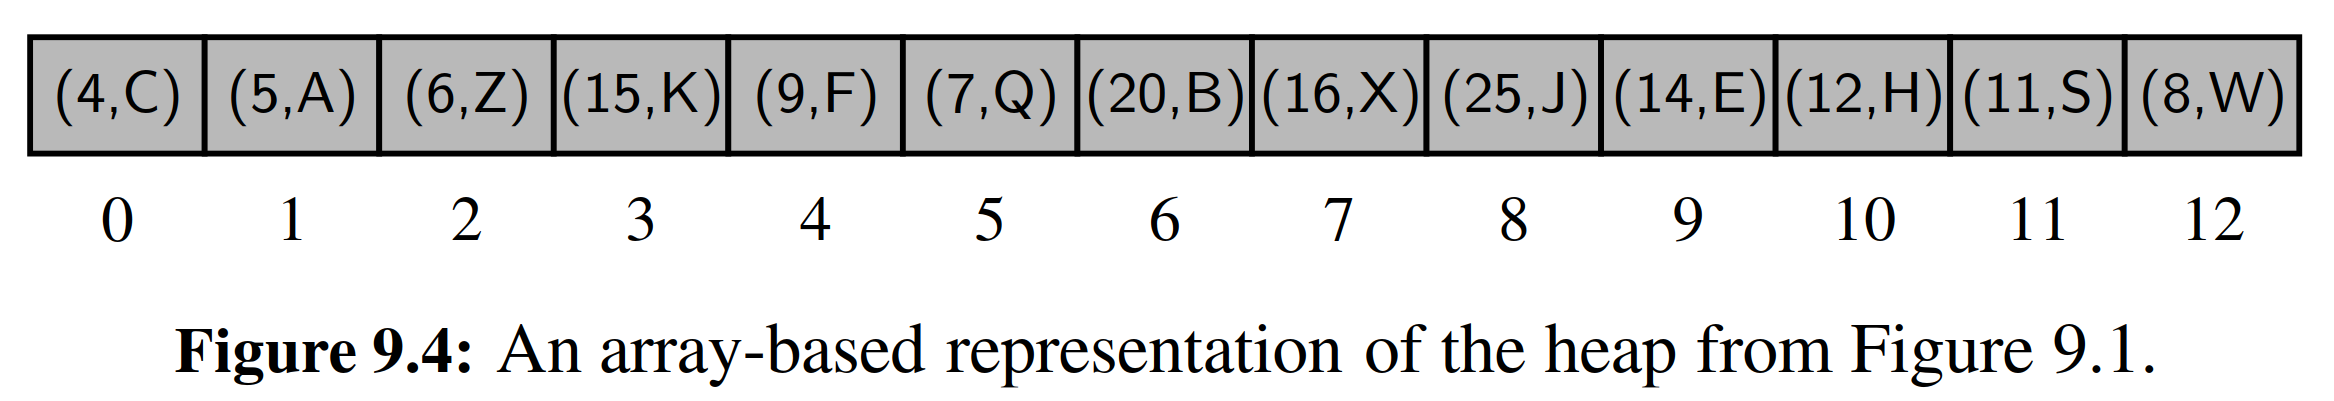 (4,C) (5,A) (6,Z) (15,K) (9,F) (7,Q) (20,B) (16,X) (25,J) (14,E) (12,H) (11,S) (8,W)
0 1 2 3 4 5 6 7 8 9 10 11 12
Figure 9.4: An array-based representation of the heap from Figure 9.1.